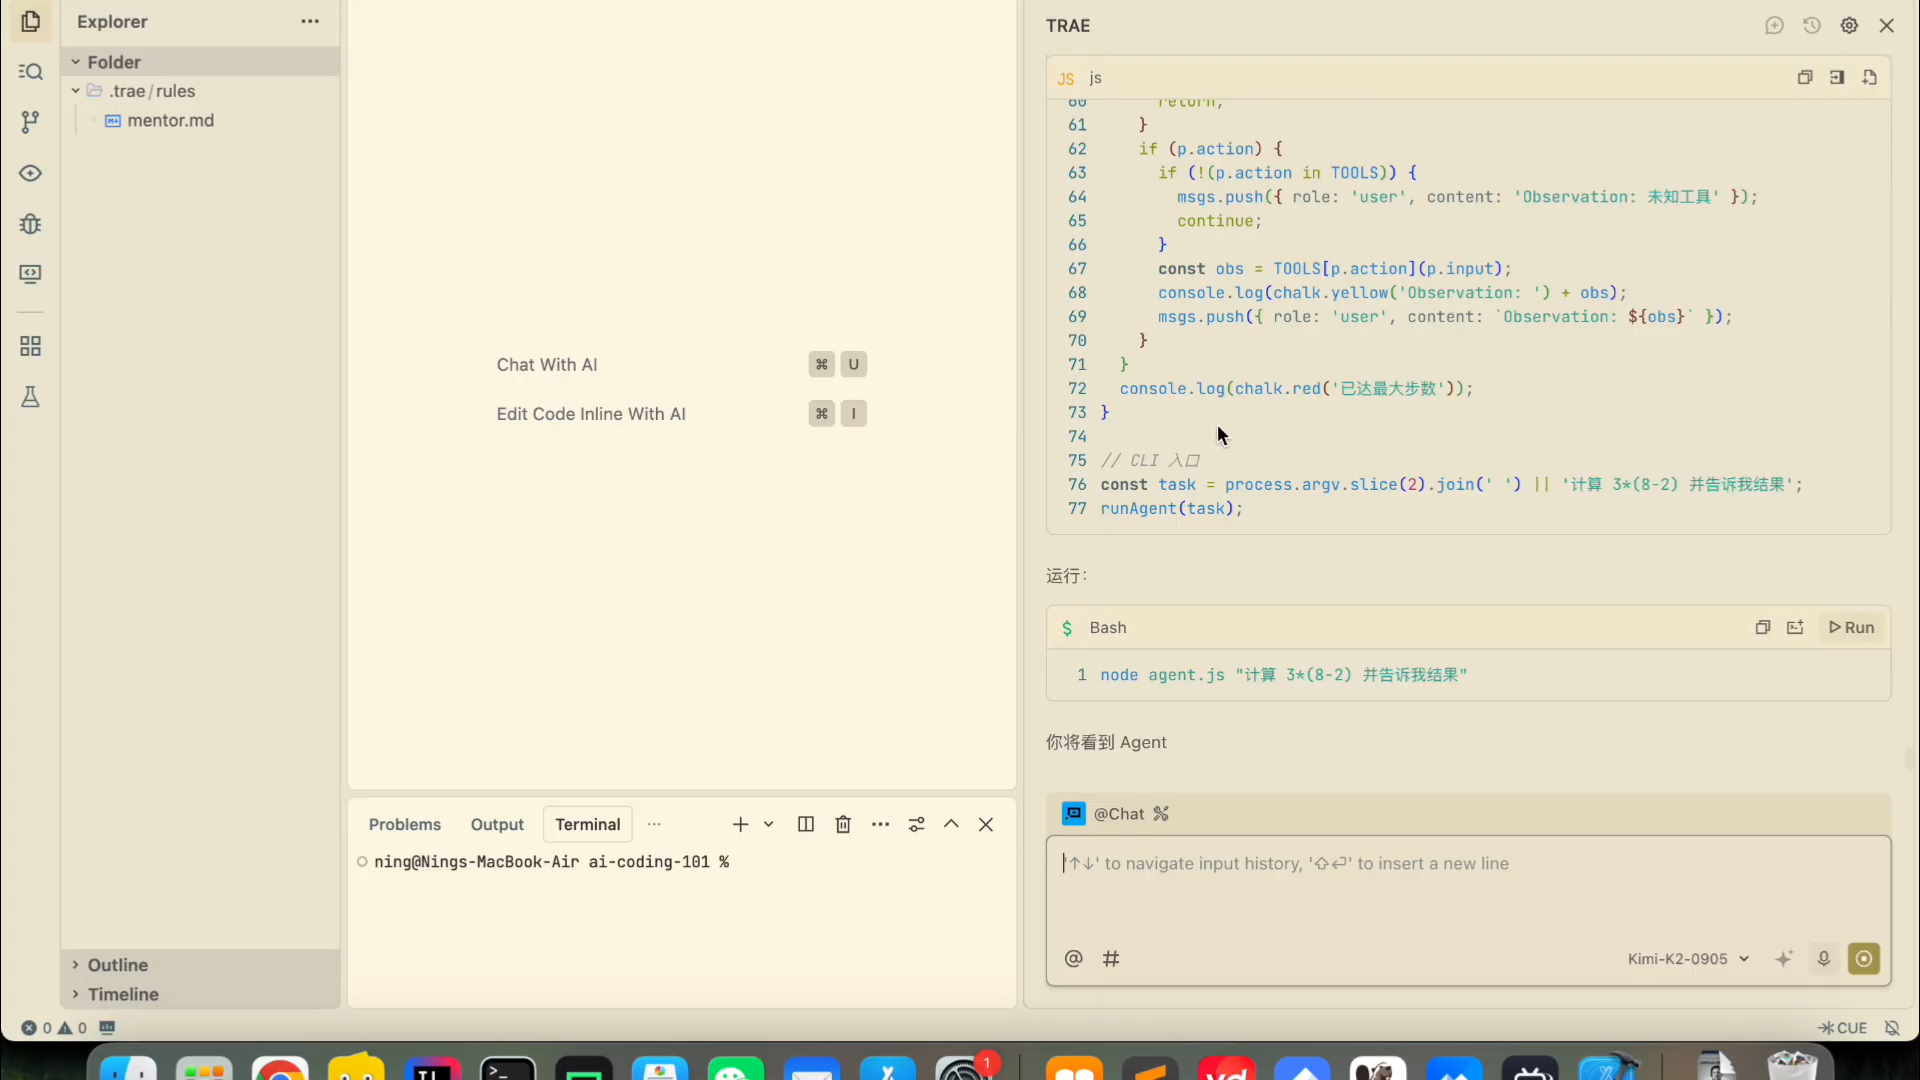 Explorer
Folder
.trae/rules
mentor.md
Outline
Timeline
0 0
Chat With AI ⌘ U
Edit Code Inline With AI ⌘ I
Problems Output Terminal ···
ning@Nings-MacBook-Air ai-coding-101 %
TRAE
JS js
60 return;
61 }
62 if (p.action) {
63 if (!(p.action in TOOLS)) {
64 msgs.push({ role: 'user', content: 'Observation: 未知工具' });
65 continue;
66 }
67 const obs = TOOLS[p.action](p.input);
68 console.log(chalk.yellow('Observation: ') + obs);
69 msgs.push({ role: 'user', content: `Observation: ${obs}` });
70 }
71 }
72 console.log(chalk.red('已达最大步数'));
73 }
74
75 // CLI 入口
76 const task = process.argv.slice(2).join(' ') || '计算 3*(8-2) 并告诉我结果';
77 runAgent(task);
运行：
$ Bash
Run
1 node agent.js "计算 3*(8-2) 并告诉我结果"
你将看到 Agent
@Chat
'↑↓' to navigate input history, '⇧⏎' to insert a new line
@ #
Kimi-K2-0905
CUE
1